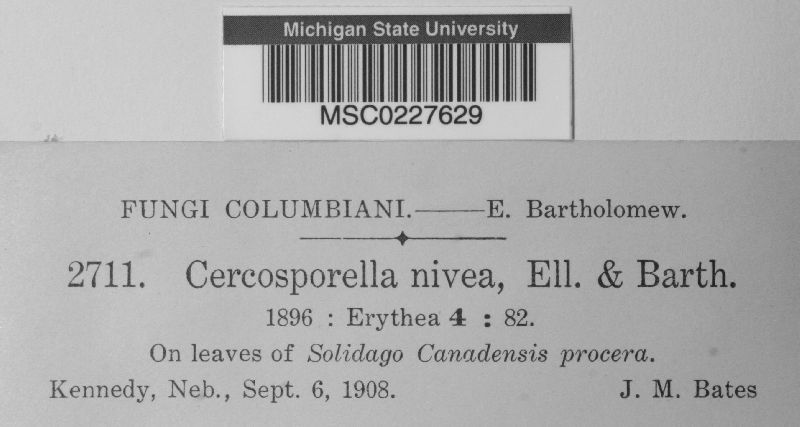 Michigan State University
MSC0227629
FUNGI COLUMBIANI.——E. Bartholomew.
2711. Cercosporella nivea, Ell. & Barth.
1896 : Erythea 4 : 82.
On leaves of Solidago Canadensis procera.
Kennedy, Neb., Sept. 6, 1908. J. M. Bates